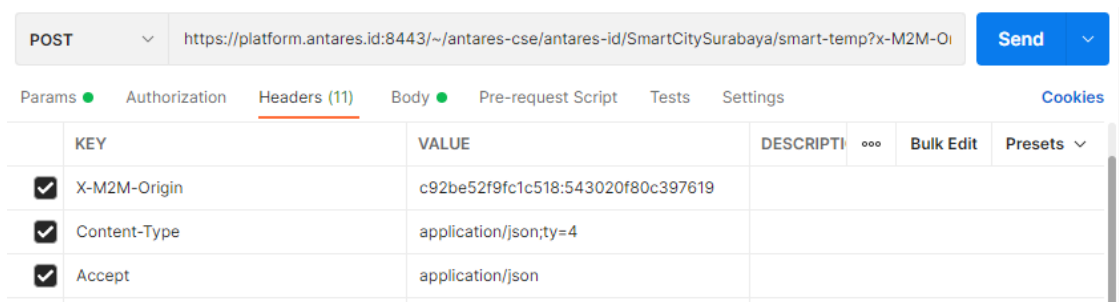 POST https://platform.antares.id:8443/~/antares-cse/antares-id/SmartCitySurabaya/smart-temp?x-M2M-O Send
Params Authorization Headers (11) Body Pre-request Script Tests Settings Cookies
KEY VALUE DESCRIPTI ooo Bulk Edit Presets
X-M2M-Origin c92be52f9fc1c518:543020f80c397619
Content-Type application/json;ty=4
Accept application/json